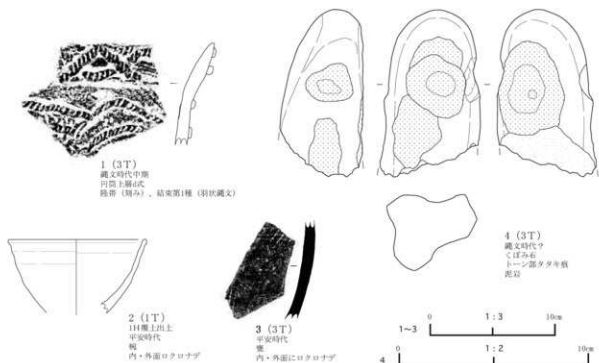 1 (3T)
縄文時代中期
円筒上層d式
隆帯（刻み）、結束第1種（羽状縄文）
2 (1T)
1H覆土出土
平安時代
椀
内・外面ロクロナデ
3 (3T)
平安時代
甕
内・外面にロクロナデ
4 (3T)
縄文時代？
くぼみ石
トーン部タタキ痕
泥岩
1~3
0 1:3 10cm
4
0 1:2 10cm